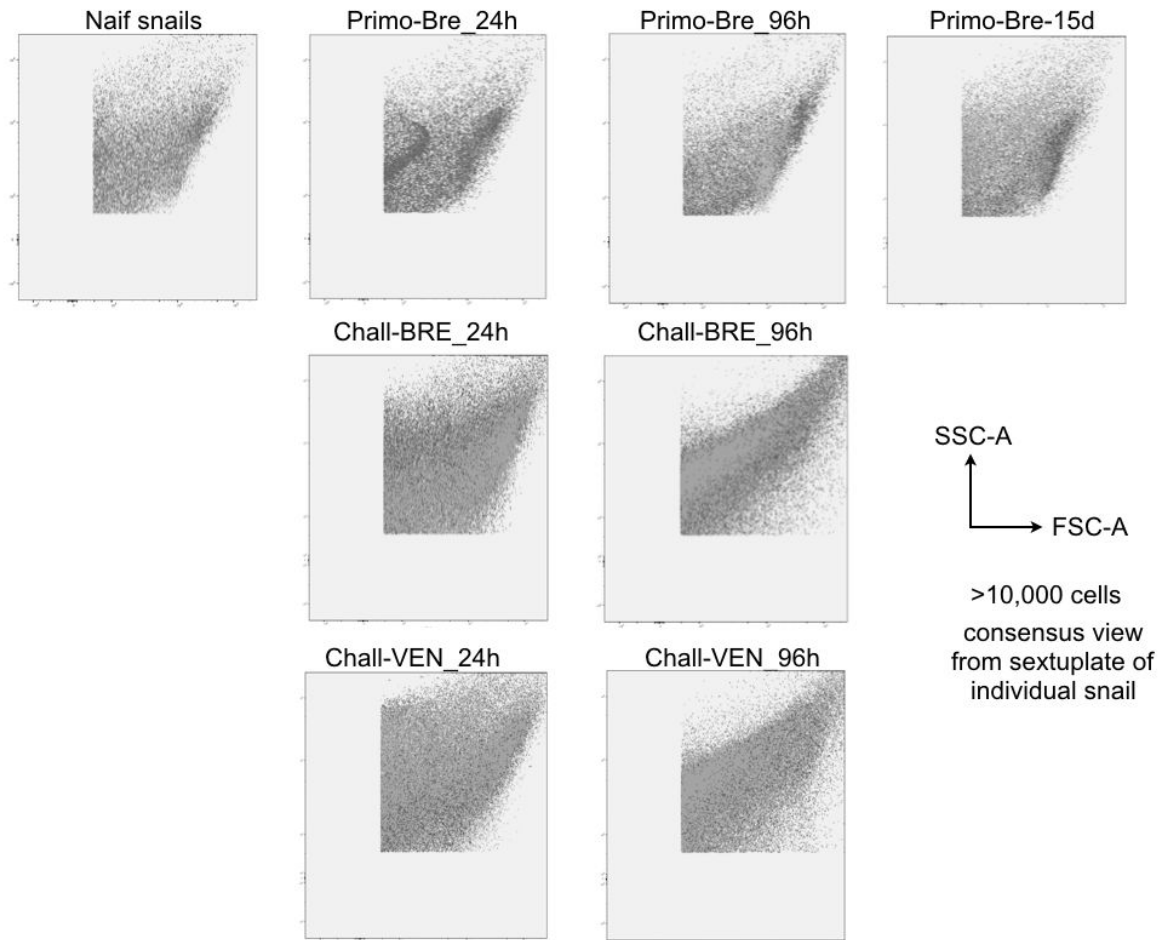 Naif snails
Primo-Bre_24h
Primo-Bre_96h
Primo-Bre-15d
Chall-BRE_24h
Chall-BRE_96h
SSC-A
FSC-A
>10,000 cells
consensus view
from sextuplate of
individual snail
Chall-VEN_24h
Chall-VEN_96h